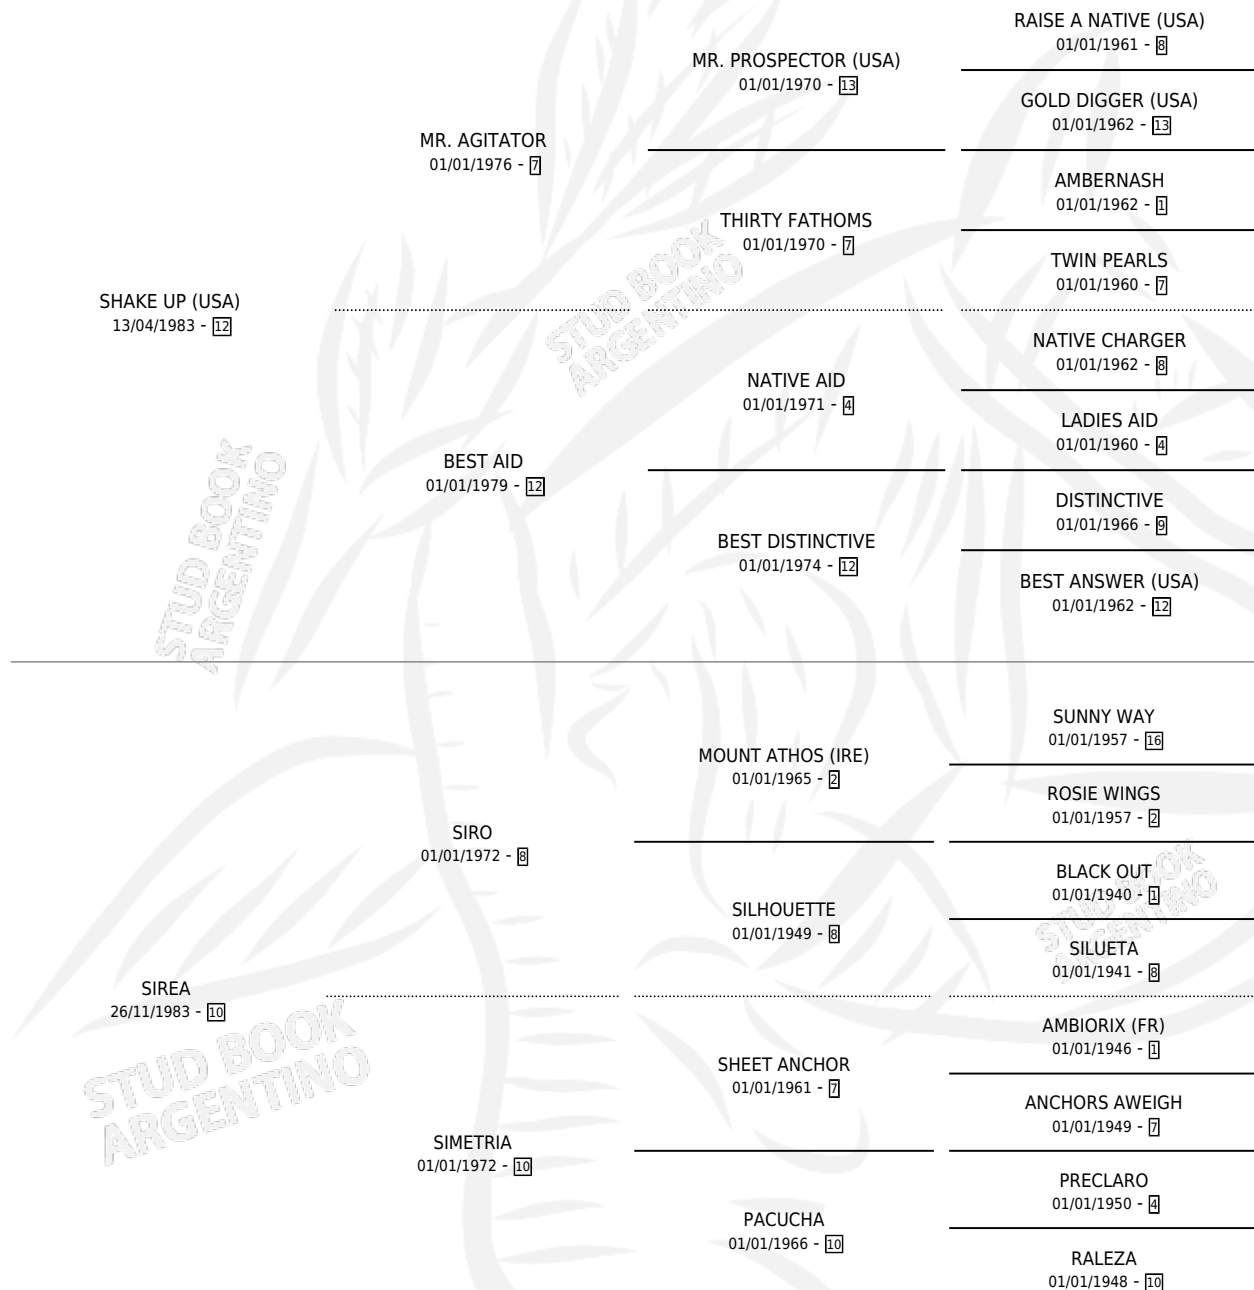 RAISE A NATIVE (USA)
01/01/1961 - 8
MR. PROSPECTOR (USA)
01/01/1970 - 13
GOLD DIGGER (USA)
01/01/1962 - 13
MR. AGITATOR
01/01/1976 - 7
AMBERNASH
01/01/1962 - 1
THIRTY FATHOMS
01/01/1970 - 7
TWIN PEARLS
01/01/1960 - 7
SHAKE UP (USA)
13/04/1983 - 12
STUD BOOK
ARGENTINO
NATIVE CHARGER
01/01/1962 - 8
NATIVE AID
01/01/1971 - 4
LADIES AID
01/01/1960 - 4
BEST AID
01/01/1979 - 12
DISTINCTIVE
01/01/1966 - 9
BEST DISTINCTIVE
01/01/1974 - 12
BEST ANSWER (USA)
01/01/1962 - 12
STUD BOOK
ARGENTINO
SUNNY WAY
01/01/1957 - 16
MOUNT ATHOS (IRE)
01/01/1965 - 2
ROSIE WINGS
01/01/1957 - 2
SIRO
01/01/1972 - 8
BLACK OUT
01/01/1940 - 1
SILHOUETTE
01/01/1949 - 8
STUD BOOK
ARGENTINO
SILUETA
01/01/1941 - 8
SIREA
26/11/1983 - 10
STUD BOOK
ARGENTINO
AMBIORIX (FR)
01/01/1946 - 1
SHEET ANCHOR
01/01/1961 - 7
ANCHORS AWEIGH
01/01/1949 - 7
SIMETRIA
01/01/1972 - 10
PRECLARO
01/01/1950 - 4
PACUCHA
01/01/1966 - 10
RALEZA
01/01/1948 - 10